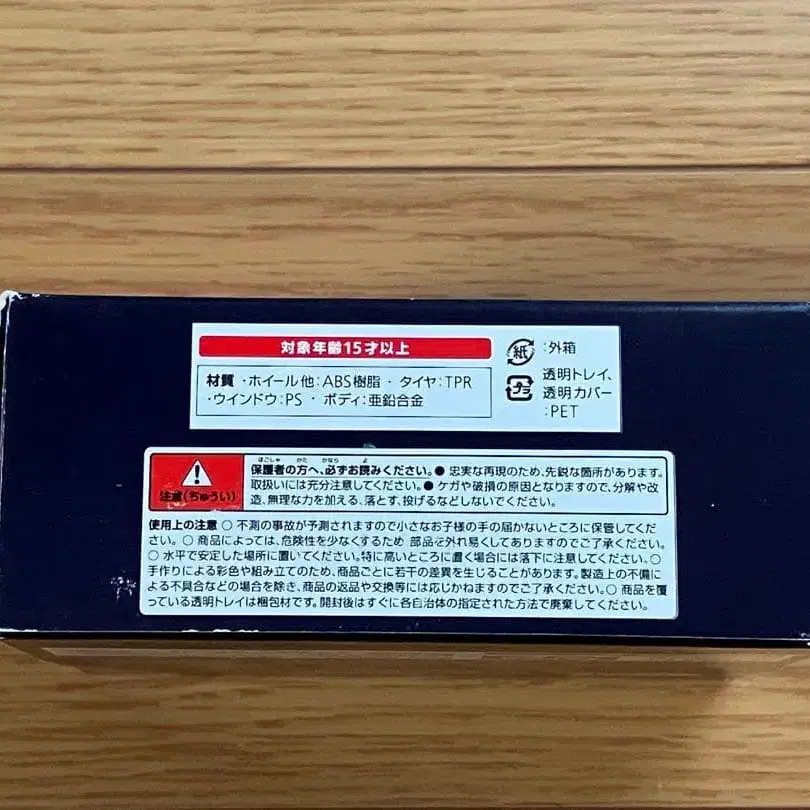 対象年齢15才以上
材質・ホイール他:ABS樹脂・タイヤ:TPR
・ウインドウ:PS・ボディ:亜鉛合金
紙:外箱
プラ 透明トレイ、
透明カバー
:PET
ほごしゃ かた かなら よ
保護者の方へ、必ずお読みください。●忠実な再現のため、先鋭な箇所があります。
取扱いには充分注意してください。●ケガや破損の原因となりますので、分解や改
造、無理な力を加える、落とす、投げるなどしないでください。
注意(ちゅうい)
使用上の注意 ○不測の事故が予測されますので小さなお子様の手の届かないところに保管してくだ
さい。○商品によっては、危険性を少なくするため 部品を外れ易くしてありますのでご了承ください。
○水平で安定した場所に置いてください。特に高いところに置く場合には落下に注意してください。○
手作りによる彩色や組み立てのため、商品ごとに若干の差異を生じることがあります。製造上の不備に
よる不具合などの場合を除き、商品の返品や交換等には応じかねますのでご了承ください。○商品を覆
っている透明トレイは梱包材です。開封後はすぐに各自治体の指定された方法で廃棄してください。